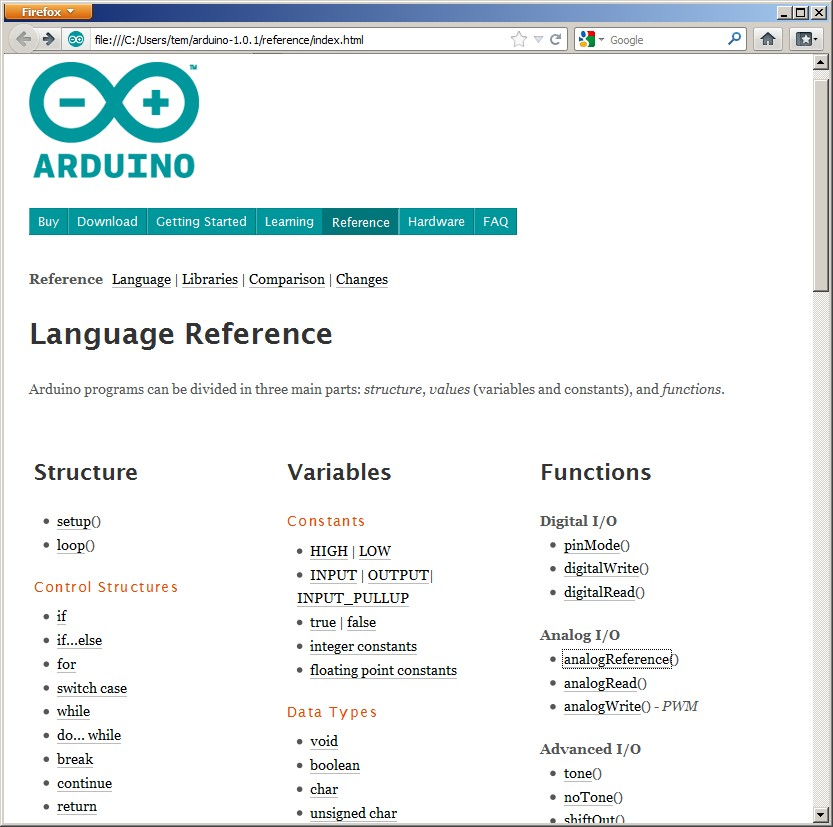 Firefox
file:///C:/Users/tem/arduino-1.0.1/reference/index.html
Google
TM
ARDUINO
Buy Download Getting Started Learning Reference Hardware FAQ
Reference Language | Libraries | Comparison | Changes
Language Reference
Arduino programs can be divided in three main parts: structure, values (variables and constants), and functions.
Structure
setup()
loop()
Control Structures
if
if...else
for
switch case
while
do... while
break
continue
return
Variables
Constants
HIGH | LOW
INPUT | OUTPUT|
INPUT_PULLUP
true | false
integer constants
floating point constants
Data Types
void
boolean
char
unsigned char
Functions
Digital I/O
pinMode()
digitalWrite()
digitalRead()
Analog I/O
analogReference()
analogRead()
analogWrite() - PWM
Advanced I/O
tone()
noTone()
shiftOut()